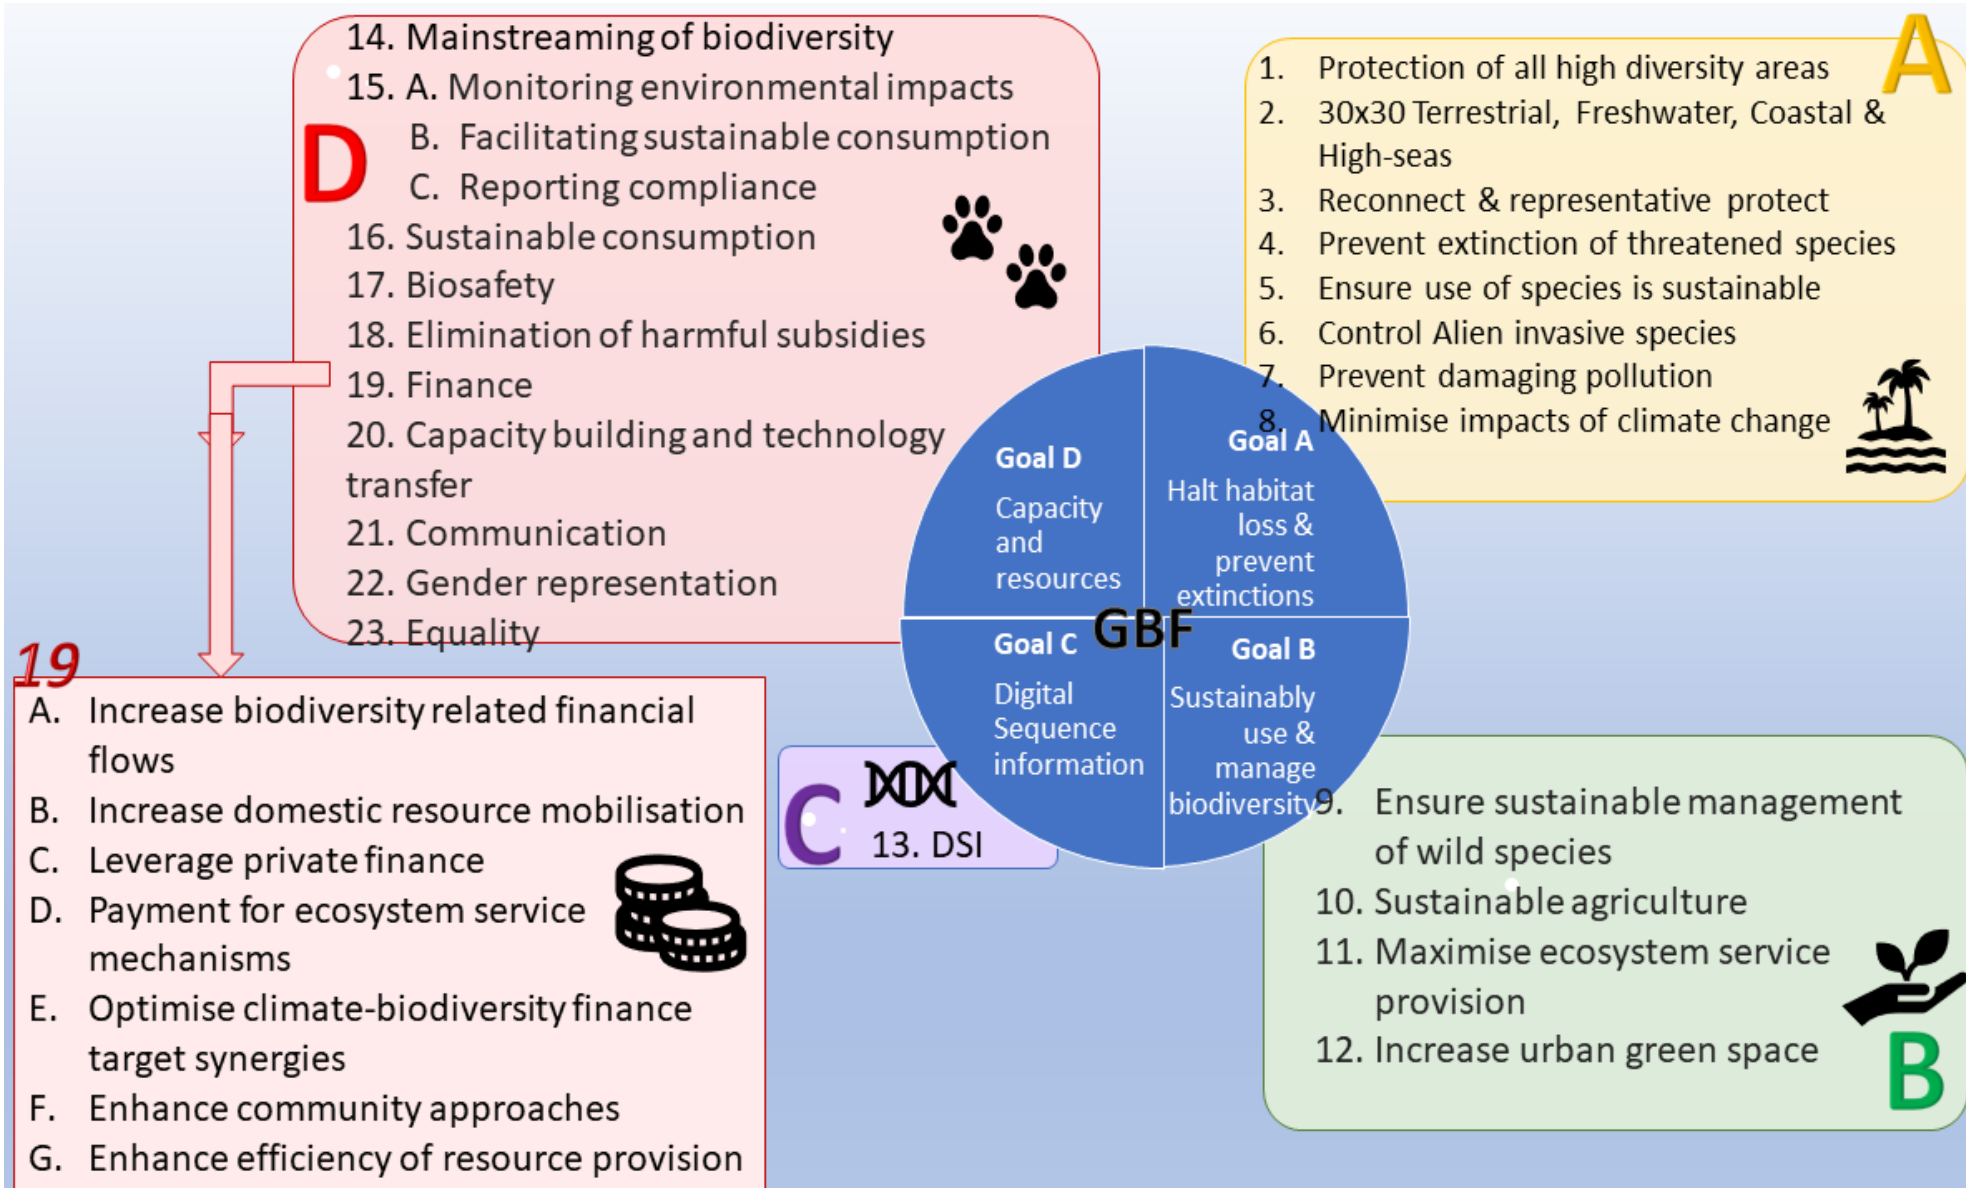 14. Mainstreaming of biodiversity
15. A. Monitoring environmental impacts
B. Facilitating sustainable consumption
C. Reporting compliance
16. Sustainable consumption
17. Biosafety
18. Elimination of harmful subsidies
19. Finance
20. Capacity building and technology
transfer
21. Communication
22. Gender representation
23. Equality
D
A
1. Protection of all high diversity areas
2. 30x30 Terrestrial, Freshwater, Coastal &
High-seas
3. Reconnect & representative protect
4. Prevent extinction of threatened species
5. Ensure use of species is sustainable
6. Control Alien invasive species
7. Prevent damaging pollution
8. Minimise impacts of climate change
Goal D
Capacity
and
resources
Goal A
Halt habitat
loss &
prevent
extinctions
GBF
Goal C
Digital
Sequence
information
Goal B
Sustainably
use &
manage
biodiversity
19
A. Increase biodiversity related financial
flows
B. Increase domestic resource mobilisation
C. Leverage private finance
D. Payment for ecosystem service
mechanisms
E. Optimise climate-biodiversity finance
target synergies
F. Enhance community approaches
G. Enhance efficiency of resource provision
C
13. DSI
9. Ensure sustainable management
of wild species
10. Sustainable agriculture
11. Maximise ecosystem service
provision
12. Increase urban green space
B